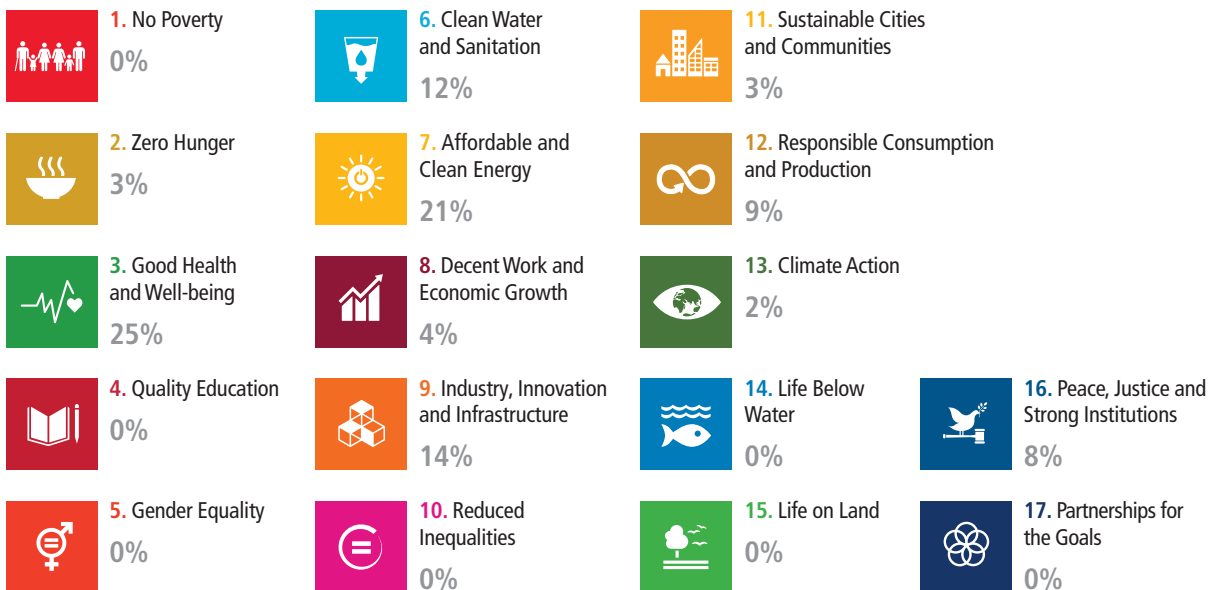 1. No Poverty
0%
2. Zero Hunger
3%
3. Good Health
and Well-being
25%
4. Quality Education
0%
5. Gender Equality
0%
6. Clean Water
and Sanitation
12%
7. Affordable and
Clean Energy
21%
8. Decent Work and
Economic Growth
4%
9. Industry, Innovation
and Infrastructure
14%
10. Reduced
Inequalities
0%
11. Sustainable Cities
and Communities
3%
12. Responsible Consumption
and Production
9%
13. Climate Action
2%
14. Life Below
Water
0%
15. Life on Land
0%
16. Peace, Justice and
Strong Institutions
8%
17. Partnerships for
the Goals
0%